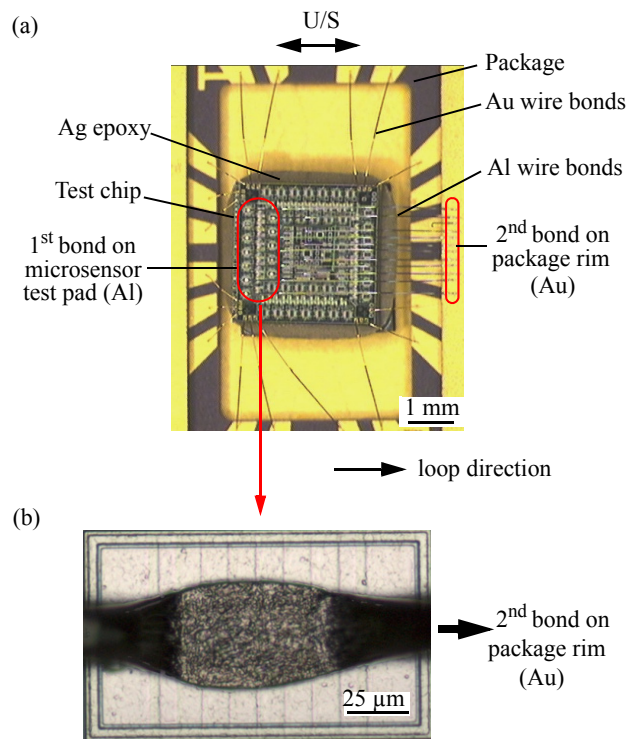 (a)
U/S
Package
Au wire bonds
Ag epoxy
Al wire bonds
Test chip
1st bond on
microsensor
test pad (Al)
2nd bond on
package rim
(Au)
1 mm
loop direction
(b)
2nd bond on
package rim
(Au)
25 µm